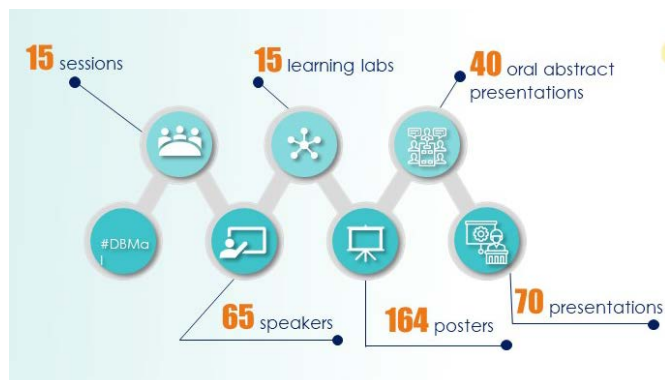 15 sessions
15 learning labs
40 oral abstract
presentations
#DBMa
l
65 speakers
164 posters
70 presentations